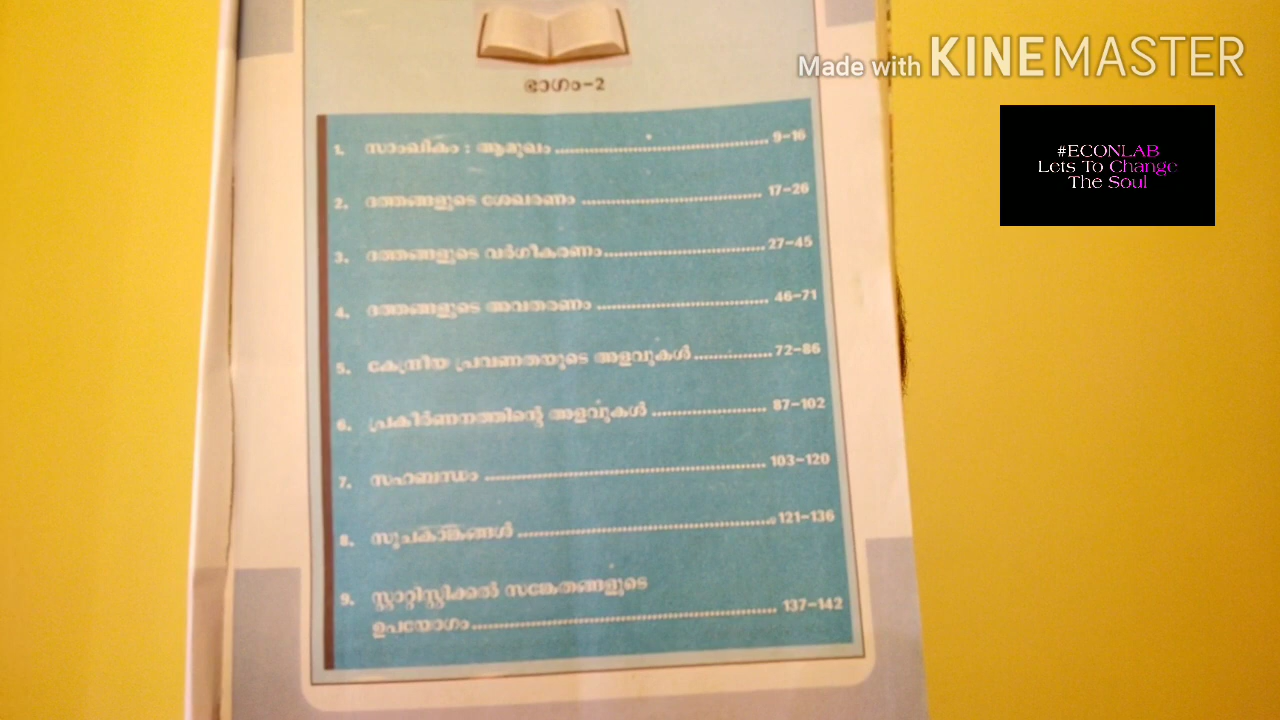 ഭാഗം-2
1. സാംഖികം : ആമുഖം 9-16
2. ദത്തങ്ങളുടെ ശേഖരണം 17-26
3. ദത്തങ്ങളുടെ വർഗീകരണം 27-45
4. ദത്തങ്ങളുടെ അവതരണം 46-71
5. കേന്ദ്രീയ പ്രവണതയുടെ അളവുകൾ 72-86
6. പ്രകീർണനത്തിന്റെ അളവുകൾ 87-102
7. സഹബന്ധം 103-120
8. സൂചകാങ്കങ്ങൾ 121-136
9. സ്റ്റാറ്റിസ്റ്റിക്കൽ സങ്കേതങ്ങളുടെ
ഉപയോഗം 137-142
Made with KINEMASTER
#ECONLAB
Lets To Change
The Soul